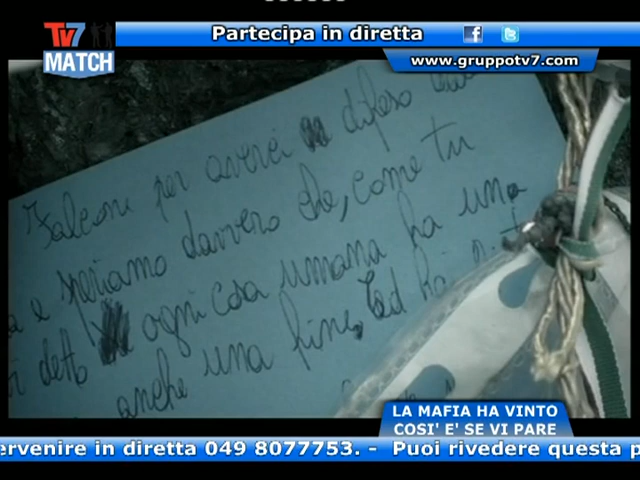 TV7 MATCH
Partecipa in diretta
www.gruppotv7.com
Falcone per averci difeso
e speriamo davvero che, come tu
detto ogni cosa umana ha una
anche una fine, ed hai
LA MAFIA HA VINTO
COSI' E' SE VI PARE
ervenire in diretta 049 8077753. - Puoi rivedere questa p